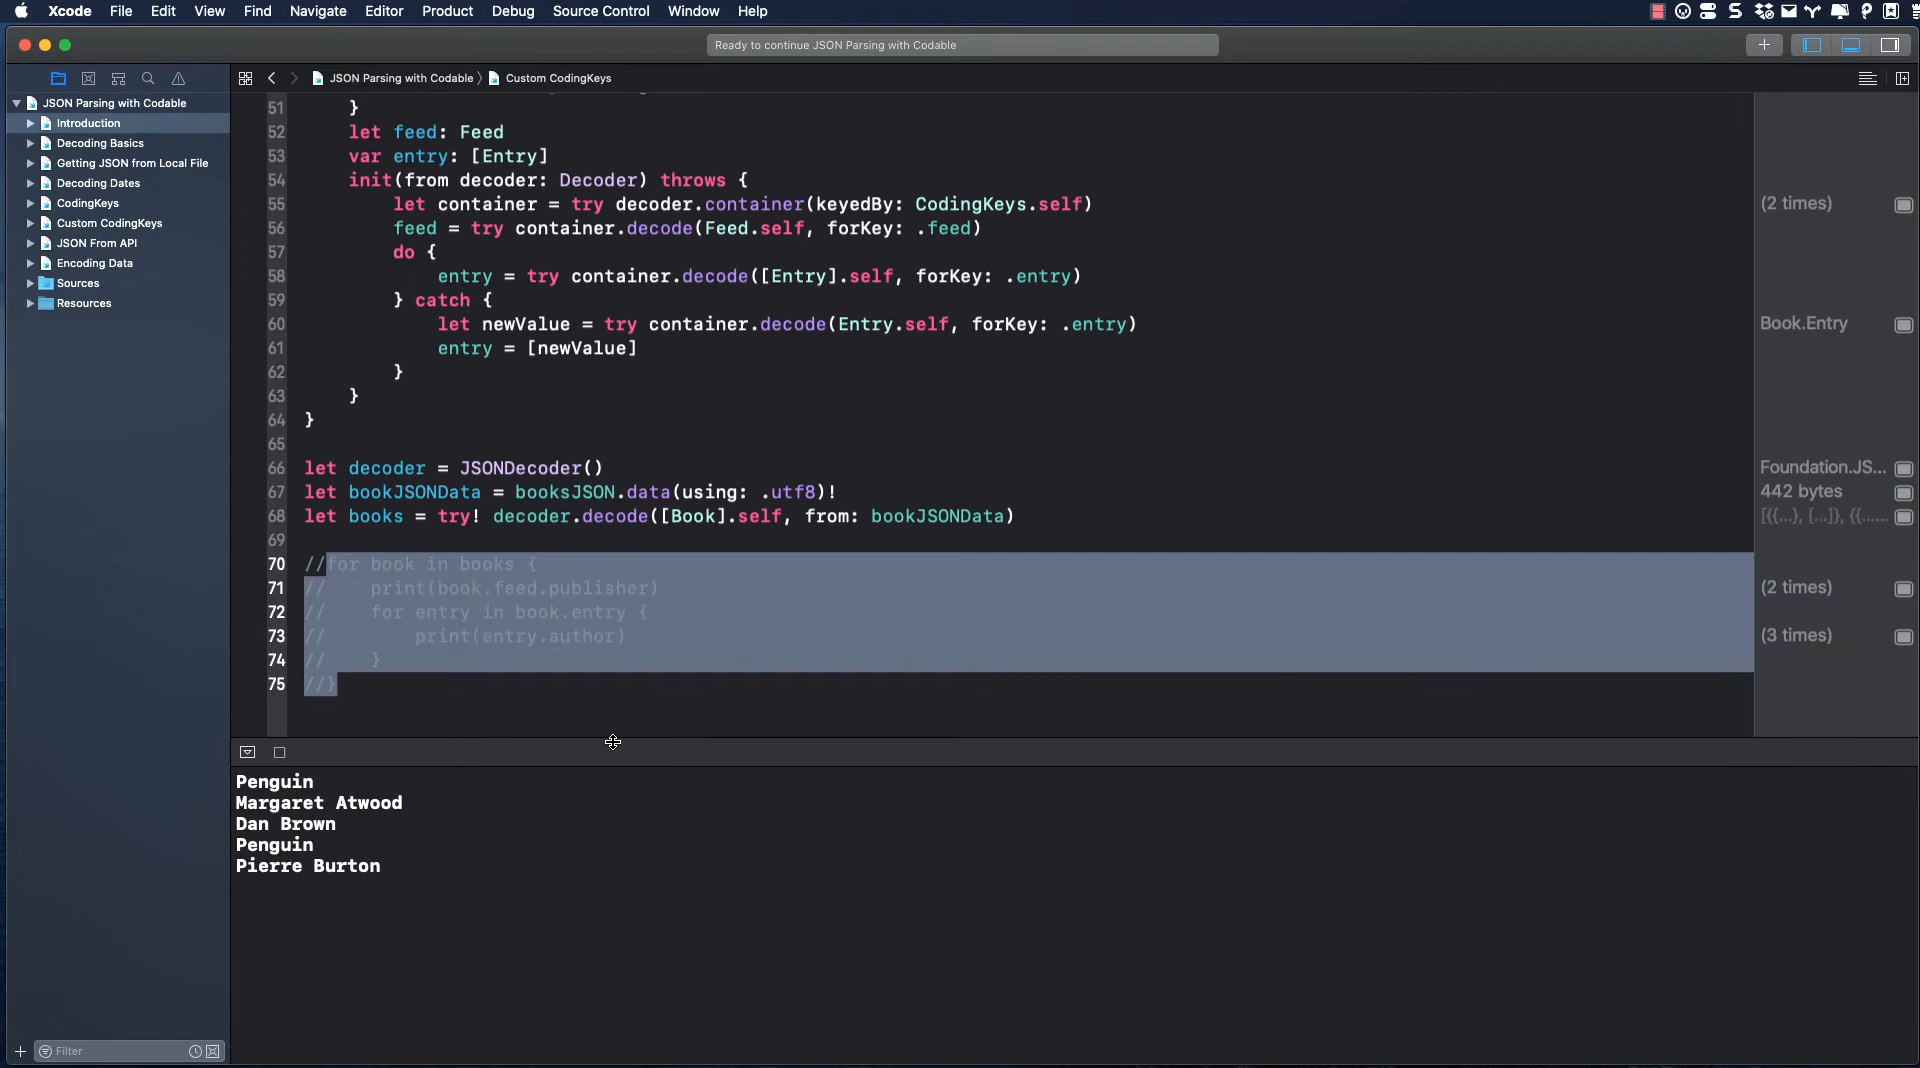 Xcode File Edit View Find Navigate Editor Product Debug Source Control Window Help
Ready to continue JSON Parsing with Codable
JSON Parsing with Codable
Introduction
Decoding Basics
Getting JSON from Local File
Decoding Dates
CodingKeys
Custom CodingKeys
JSON From API
Encoding Data
Sources
Resources
Filter
JSON Parsing with Codable 〉 Custom CodingKeys
51     }
52     let feed: Feed
53     var entry: [Entry]
54     init(from decoder: Decoder) throws {
55         let container = try decoder.container(keyedBy: CodingKeys.self)
56         feed = try container.decode(Feed.self, forKey: .feed)
57         do {
58             entry = try container.decode([Entry].self, forKey: .entry)
59         } catch {
60             let newValue = try container.decode(Entry.self, forKey: .entry)
61             entry = [newValue]
62         }
63     }
64 }
65
66 let decoder = JSONDecoder()
67 let bookJSONData = booksJSON.data(using: .utf8)!
68 let books = try! decoder.decode([Book].self, from: bookJSONData)
69
70 //for book in books {
71 //    print(book.feed.publisher)
72 //    for entry in book.entry {
73 //        print(entry.author)
74 //    }
75 //}
(2 times)
Book.Entry
Foundation.JS...
442 bytes
[{{...}, [...]}, {{......
(2 times)
(3 times)
Penguin
Margaret Atwood
Dan Brown
Penguin
Pierre Burton